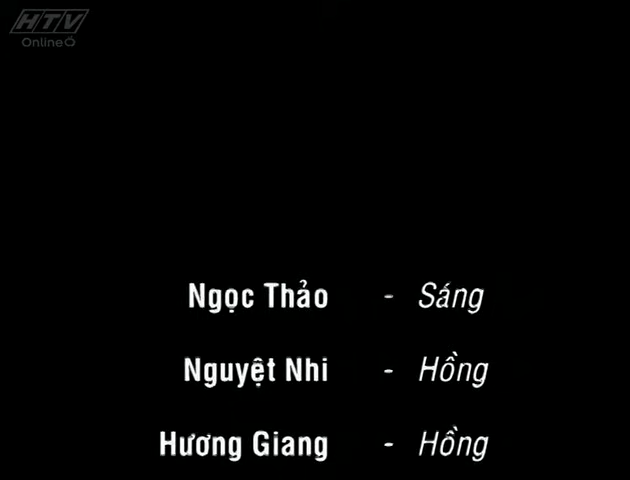 HTV
Online
Ngọc Thảo - Sáng
Nguyệt Nhi - Hồng
Hương Giang - Hồng